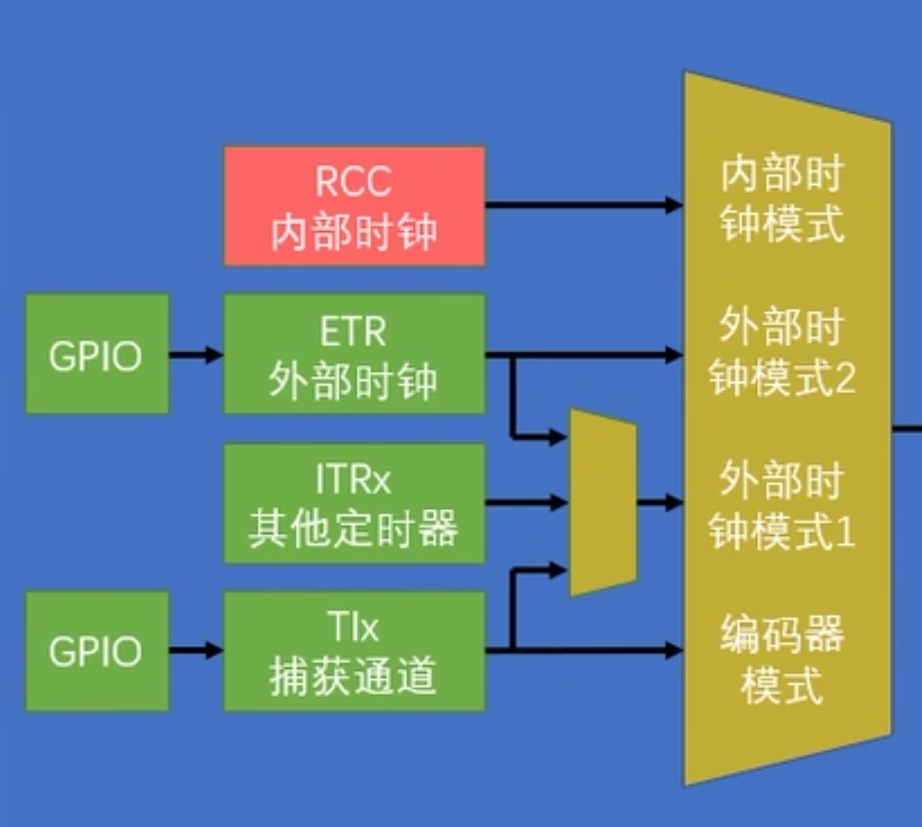 RCC
内部时钟
内部时
钟模式
GPIO
ETR
外部时钟
外部时
钟模式2
ITRx
其他定时器
外部时
钟模式1
GPIO
TIx
捕获通道
编码器
模式